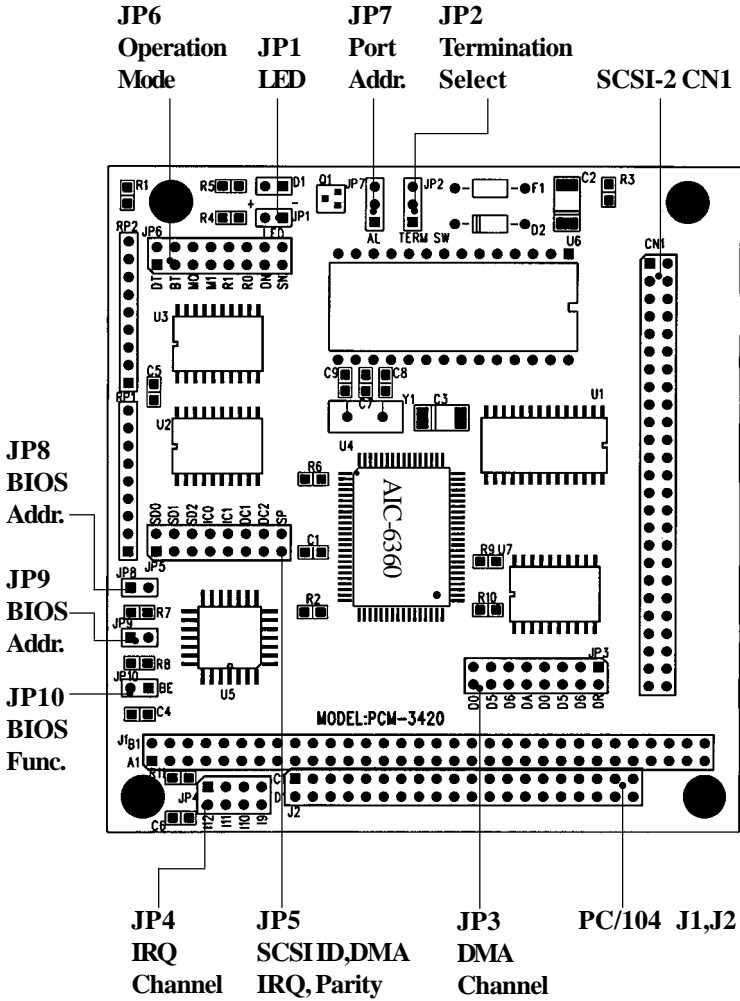 JP6
Operation
Mode
JP1
LED
JP7
Port
Addr.
JP2
Termination
Select
SCSI-2 CN1
R1
R5
D1
Q1
JP7
JP2
F1
C2
R3
R4
+
-
JP1
LED
AL
TERM SW
D2
U6
RP2
JP6
CN1
DT
BT
M0
M1
R1
R0
DN
SN
U3
C5
C9
C7
C8
Y1
C3
U1
RP1
U2
U4
R6
AIC-6360
JP8
BIOS
Addr.
SD0
SD1
SD2
IC0
IC1
DC1
DC2
SP
JP5
C1
R9
U7
JP8
R7
R2
R10
JP9
BIOS
Addr.
JP9
R8
JP3
JP10
BIOS
Func.
JP10
BE
U5
D0
D5
D6
DA
D0
D5
D6
DR
C4
MODEL:PCM-3420
J1
B1
A1
R11
JP4
C
D
J2
C6
I12
I11
I10
I9
JP4
IRQ
Channel
JP5
SCSI ID,DMA
IRQ, Parity
JP3
DMA
Channel
PC/104 J1,J2